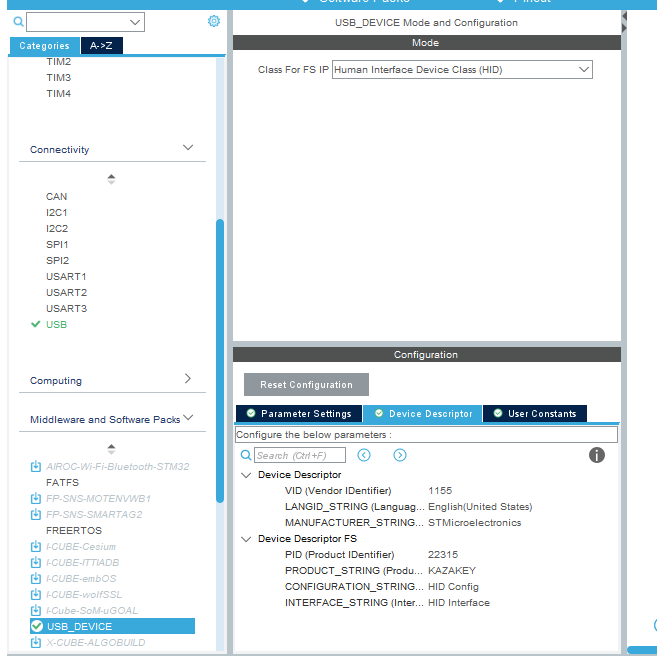 Software Packs
Pinout
Categories
A->Z
TIM2
TIM3
TIM4
Connectivity
CAN
I2C1
I2C2
SPI1
SPI2
USART1
USART2
USART3
USB
Computing
Middleware and Software Packs
AIROC-Wi-Fi-Bluetooth-STM32
FATFS
FP-SNS-MOTENVWB1
FP-SNS-SMARTAG2
FREERTOS
I-CUBE-Cesium
I-CUBE-ITTIADB
I-CUBE-embOS
I-CUBE-wolfSSL
I-Cube-SoM-uGOAL
USB_DEVICE
X-CUBE-ALGOBUILD
USB_DEVICE Mode and Configuration
Mode
Class For FS IP Human Interface Device Class (HID)
Configuration
Reset Configuration
Parameter Settings
Device Descriptor
User Constants
Configure the below parameters :
Search (Ctrl+F)
Device Descriptor
VID (Vendor IDentifier) 1155
LANGID_STRING (Languag... English(United States)
MANUFACTURER_STRING... STMicroelectronics
Device Descriptor FS
PID (Product IDentifier) 22315
PRODUCT_STRING (Produ... KAZAKEY
CONFIGURATION_STRING... HID Config
INTERFACE_STRING (Inter... HID Interface